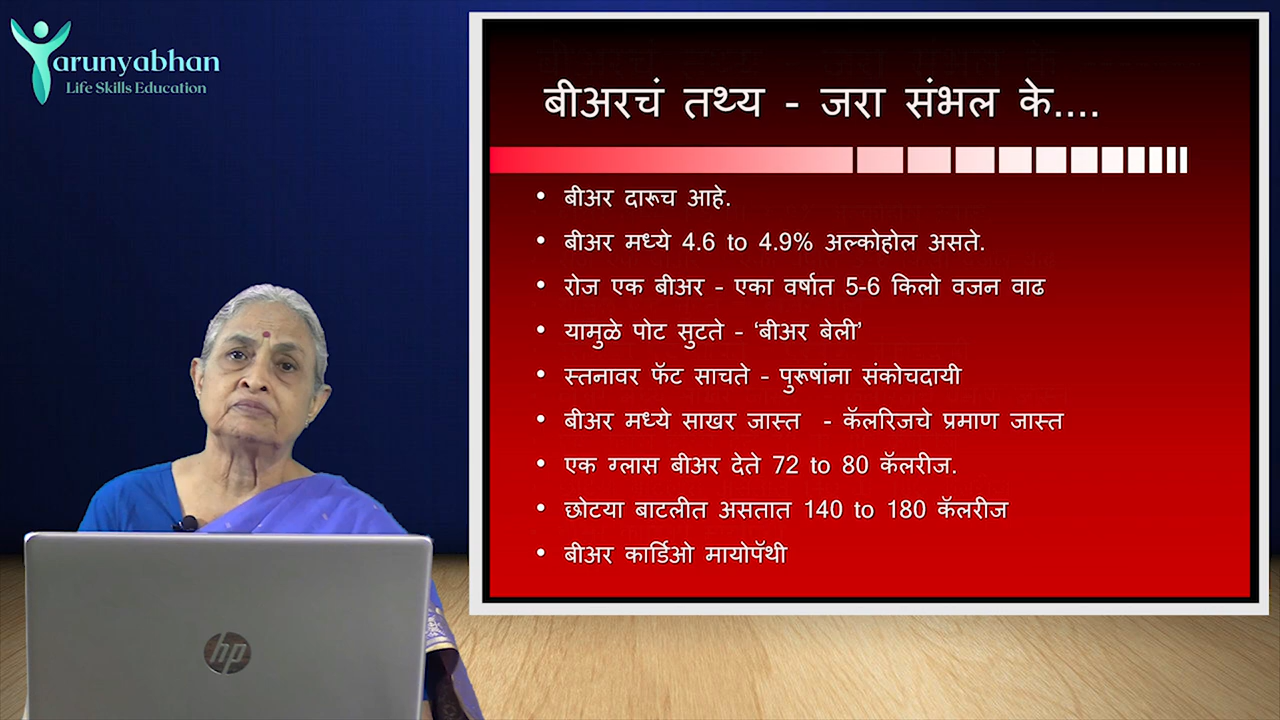 Tarunyabhan
Life Skills Education
बीअरचं तथ्य - जरा संभल के....
• बीअर दारूच आहे.
• बीअर मध्ये 4.6 to 4.9% अल्कोहोल असते.
• रोज एक बीअर - एका वर्षात 5-6 किलो वजन वाढ
• यामुळे पोट सुटते - ‘बीअर बेली’
• स्तनावर फॅट साचते - पुरूषांना संकोचदायी
• बीअर मध्ये साखर जास्त - कॅलरिजचे प्रमाण जास्त
• एक ग्लास बीअर देते 72 to 80 कॅलरीज.
• छोटया बाटलीत असतात 140 to 180 कॅलरीज
• बीअर कार्डिओ मायोपॅथी
hp